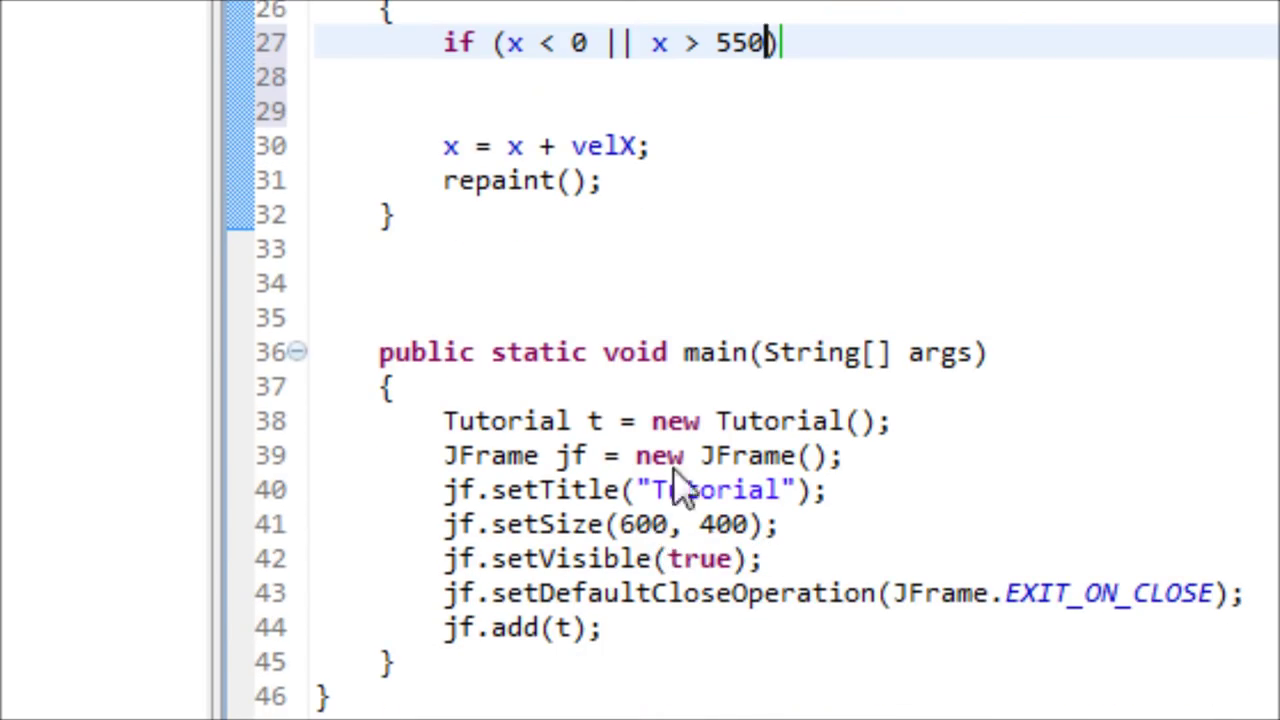 26 {
27 if (x < 0 || x > 550)
28
29
30 x = x + velX;
31 repaint();
32 }
33
34
35
36 public static void main(String[] args)
37 {
38 Tutorial t = new Tutorial();
39 JFrame jf = new JFrame();
40 jf.setTitle("Tutorial");
41 jf.setSize(600, 400);
42 jf.setVisible(true);
43 jf.setDefaultCloseOperation(JFrame.EXIT_ON_CLOSE);
44 jf.add(t);
45 }
46 }